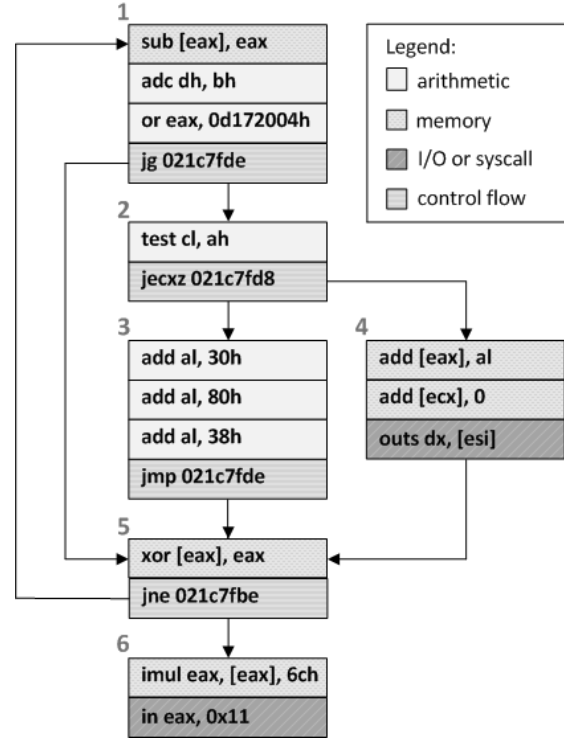 1
sub [eax], eax
adc dh, bh
or eax, 0d172004h
jg 021c7fde
Legend:
arithmetic
memory
I/O or syscall
control flow
2
test cl, ah
jecxz 021c7fd8
3
add al, 30h
add al, 80h
add al, 38h
jmp 021c7fde
4
add [eax], al
add [ecx], 0
outs dx, [esi]
5
xor [eax], eax
jne 021c7fbe
6
imul eax, [eax], 6ch
in eax, 0x11